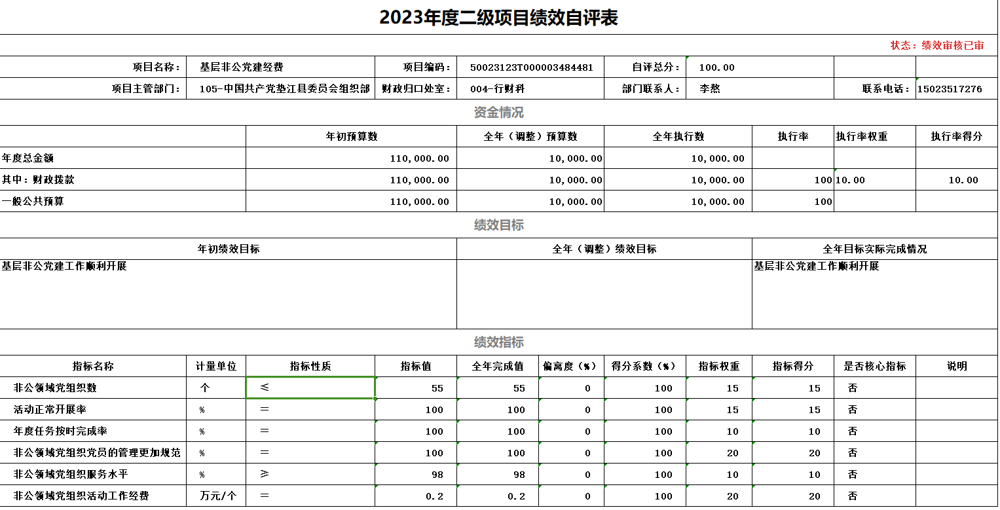 2023年度二级项目绩效自评表
状态：绩效审核已审
项目名称： 基层非公党建经费 项目编码： 50023123T000003484481 自评总分： 100.00
项目主管部门： 105-中国共产党垫江县委员会组织部 财政归口处室： 004-行财科 部门联系人： 李熬 联系电话： 15023517276
资金情况
年初预算数 全年（调整）预算数 全年执行数 执行率 执行率权重 执行率得分
年度总金额 110,000.00 10,000.00 10,000.00
其中：财政拨款 110,000.00 10,000.00 10,000.00 100 10.00 10.00
一般公共预算 110,000.00 10,000.00 10,000.00 100
绩效目标
年初绩效目标 全年（调整）绩效目标 全年目标实际完成情况
基层非公党建工作顺利开展 基层非公党建工作顺利开展
绩效指标
指标名称 计量单位 指标性质 指标值 全年完成值 偏离度（%） 得分系数（%） 指标权重 指标得分 是否核心指标 说明
非公领域党组织数 个 ≤ 55 55 0 100 15 15 否
活动正常开展率 % ＝ 100 100 0 100 15 15 否
年度任务按时完成率 % ＝ 100 100 0 100 10 10 否
非公领域党组织党员的管理更加规范 % ＝ 100 100 0 100 20 20 否
非公领域党组织服务水平 % ≥ 98 98 0 100 10 10 否
非公领域党组织活动工作经费 万元/个 ＝ 0.2 0.2 0 100 20 20 否